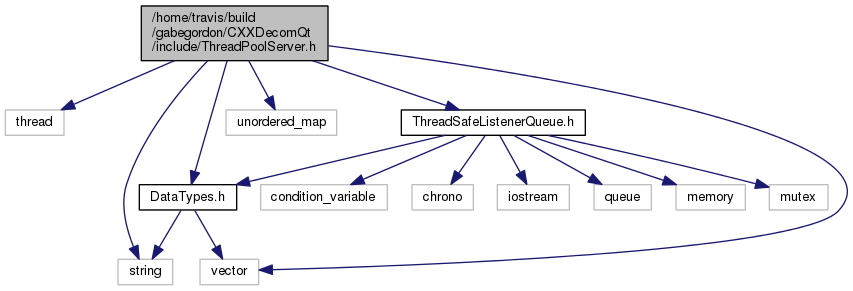 /home/travis/build
/gabegordon/CXXDecomQt
/include/ThreadPoolServer.h
thread
unordered_map
ThreadSafeListenerQueue.h
DataTypes.h
condition_variable
chrono
iostream
queue
memory
mutex
string
vector